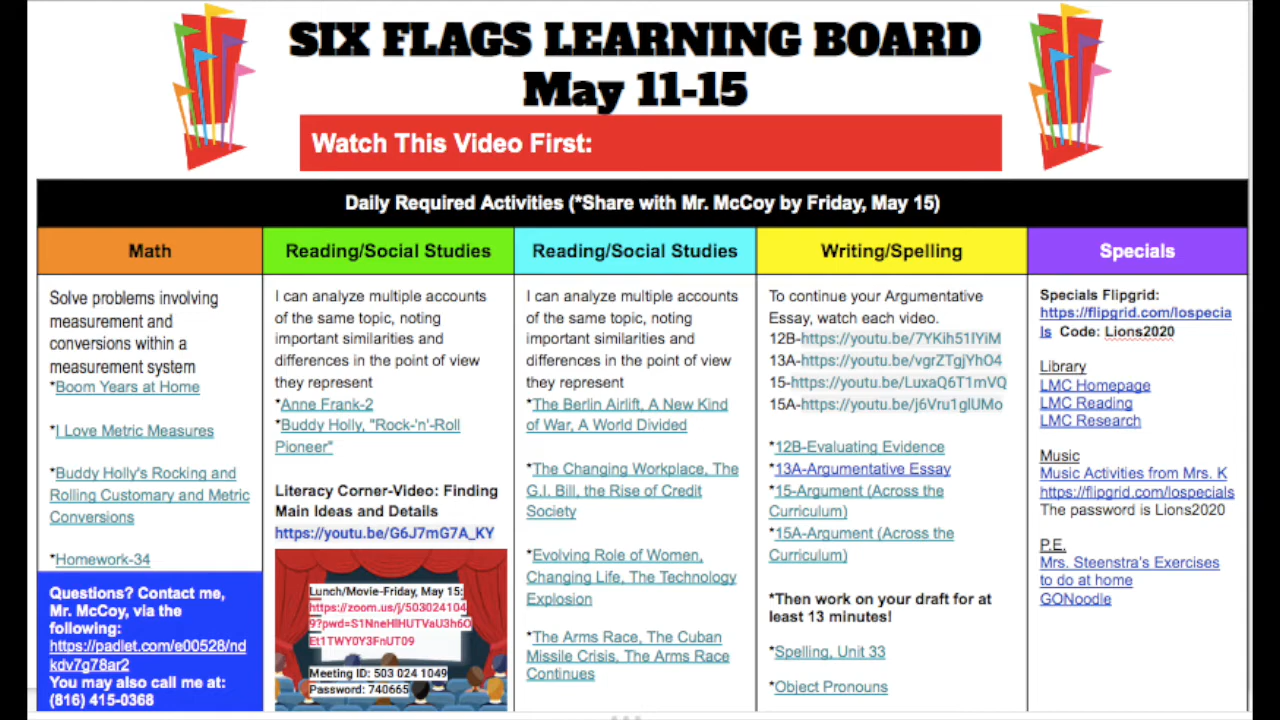 SIX FLAGS LEARNING BOARD
May 11-15
Watch This Video First:
Daily Required Activities (*Share with Mr. McCoy by Friday, May 15)
Math
Solve problems involving
measurement and
conversions within a
measurement system
*Boom Years at Home
*I Love Metric Measures
*Buddy Holly's Rocking and
Rolling Customary and Metric
Conversions
*Homework-34
Questions? Contact me,
Mr. McCoy, via the
following:
https://padlet.com/e00528/nd
kdv7g78ar2
You may also call me at:
(816) 415-0368
Reading/Social Studies
I can analyze multiple accounts
of the same topic, noting
important similarities and
differences in the point of view
they represent
*Anne Frank-2
*Buddy Holly, "Rock-'n'-Roll
Pioneer"
Literacy Corner-Video: Finding
Main Ideas and Details
https://youtu.be/G6J7mG7A_KY
Lunch/Movie-Friday, May 15:
https://zoom.us/j/503024104
9?pwd=S1NneHlHUTVaU3h6O
Et1TWY0Y3FnUT09
Meeting ID: 503 024 1049
Password: 740665
Reading/Social Studies
I can analyze multiple accounts
of the same topic, noting
important similarities and
differences in the point of view
they represent
*The Berlin Airlift, A New Kind
of War, A World Divided
*The Changing Workplace, The
G.I. Bill, the Rise of Credit
Society
*Evolving Role of Women,
Changing Life, The Technology
Explosion
*The Arms Race, The Cuban
Missile Crisis, The Arms Race
Continues
Writing/Spelling
To continue your Argumentative
Essay, watch each video.
12B-https://youtu.be/7YKih51lYiM
13A-https://youtu.be/vgrZTgjYhO4
15-https://youtu.be/LuxaQ6T1mVQ
15A-https://youtu.be/j6Vru1glUMo
*12B-Evaluating Evidence
*13A-Argumentative Essay
*15-Argument (Across the
Curriculum)
*15A-Argument (Across the
Curriculum)
*Then work on your draft for at
least 13 minutes!
*Spelling, Unit 33
*Object Pronouns
Specials
Specials Flipgrid:
https://flipgrid.com/lospecia
ls Code: Lions2020
Library
LMC Homepage
LMC Reading
LMC Research
Music
Music Activities from Mrs. K
https://flipgrid.com/lospecials
The password is Lions2020
P.E.
Mrs. Steenstra's Exercises
to do at home
GONoodle